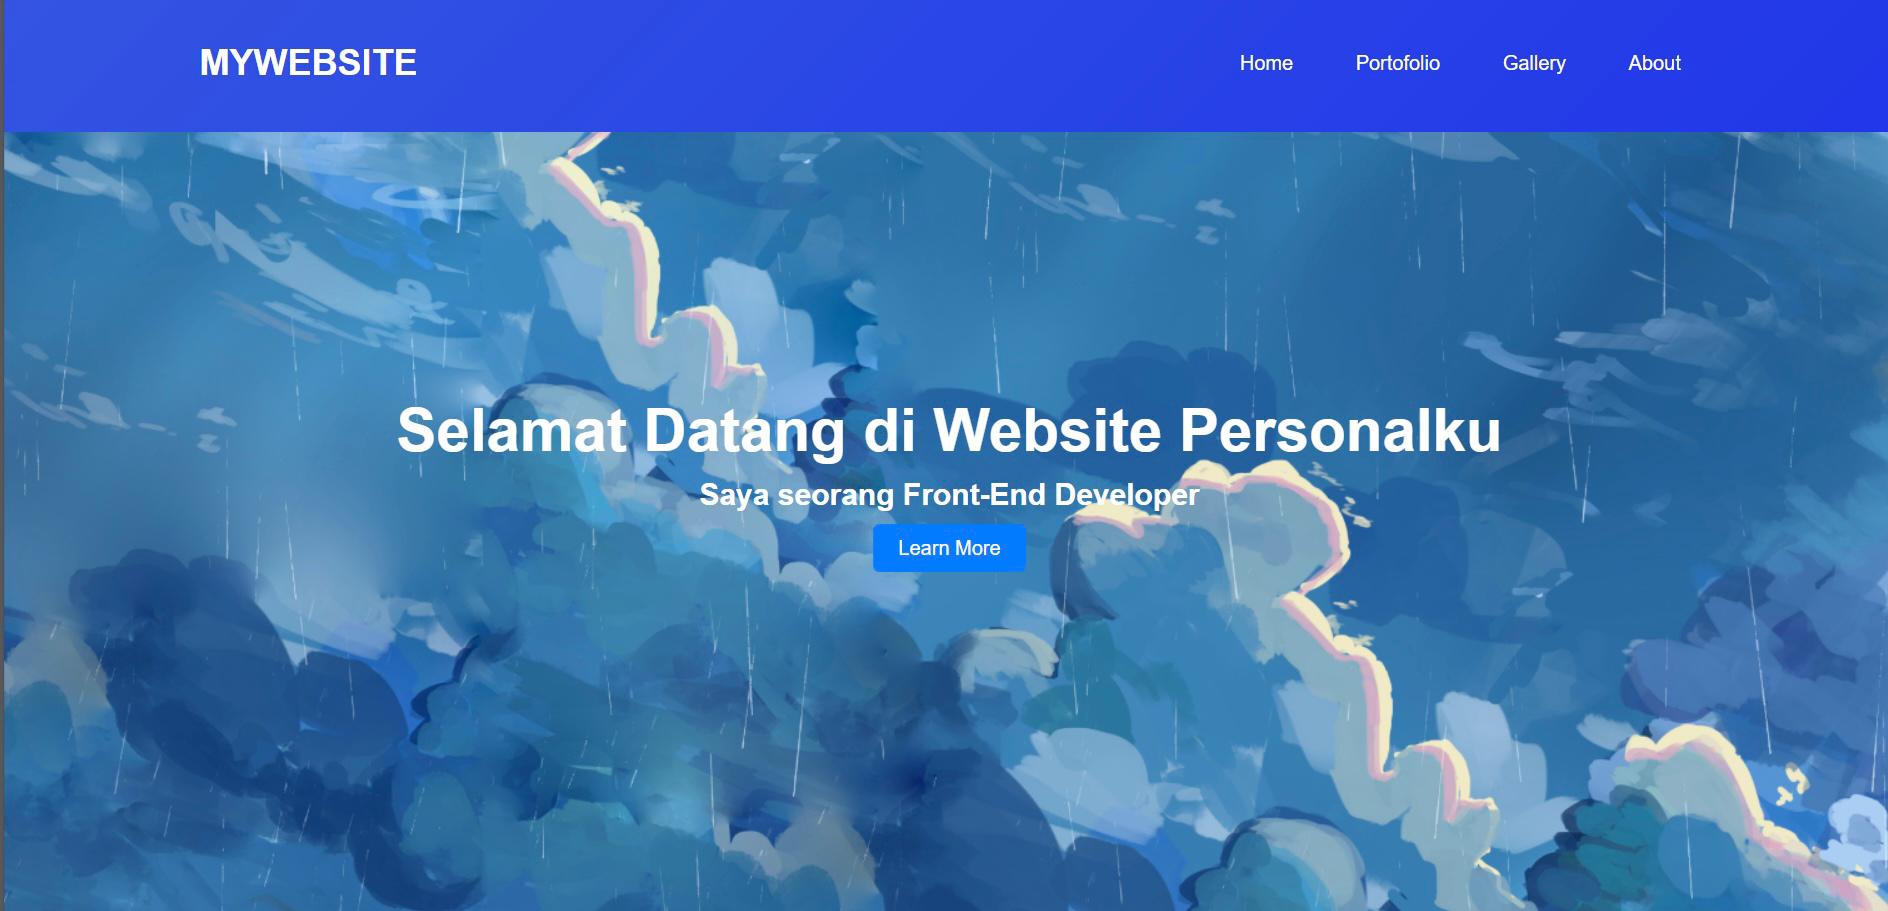 MYWEBSITE
Home Portofolio Gallery About
Selamat Datang di Website Personalku
Saya seorang Front-End Developer
Learn More